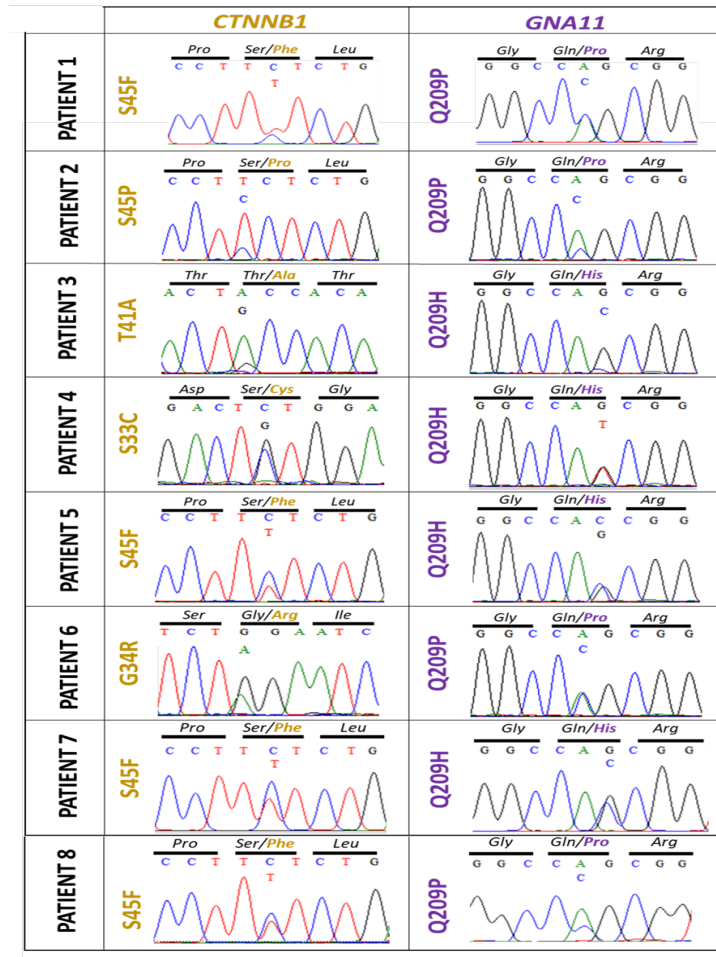 CTNNB1 GNA11
PATIENT 1
S45F
Pro Ser/Phe Leu
C C T T C T C T G
T
Q209P
Gly Gln/Pro Arg
G G C C A G C G G
C
PATIENT 2
S45P
Pro Ser/Pro Leu
C C T T C T C T G
C
Q209P
Gly Gln/Pro Arg
G G C C A G C G G
C
PATIENT 3
T41A
Thr Thr/Ala Thr
A C T A C C A C A
G
Q209H
Gly Gln/His Arg
G G C C A G C G G
C
PATIENT 4
S33C
Asp Ser/Cys Gly
G A C T C T G G A
G
Q209H
Gly Gln/His Arg
G G C C A G C G G
T
PATIENT 5
S45F
Pro Ser/Phe Leu
C C T T C T C T G
T
Q209H
Gly Gln/His Arg
G G C C A C C G G
G
PATIENT 6
G34R
Ser Gly/Arg Ile
T C T G G A A T C
A
Q209P
Gly Gln/Pro Arg
G G C C A G C G G
C
PATIENT 7
S45F
Pro Ser/Phe Leu
C C T T C T C T G
T
Q209H
Gly Gln/His Arg
G G C C A G C G G
C
PATIENT 8
S45F
Pro Ser/Phe Leu
C C T T C T C T G
T
Q209P
Gly Gln/Pro Arg
G G C C A G C G G
C